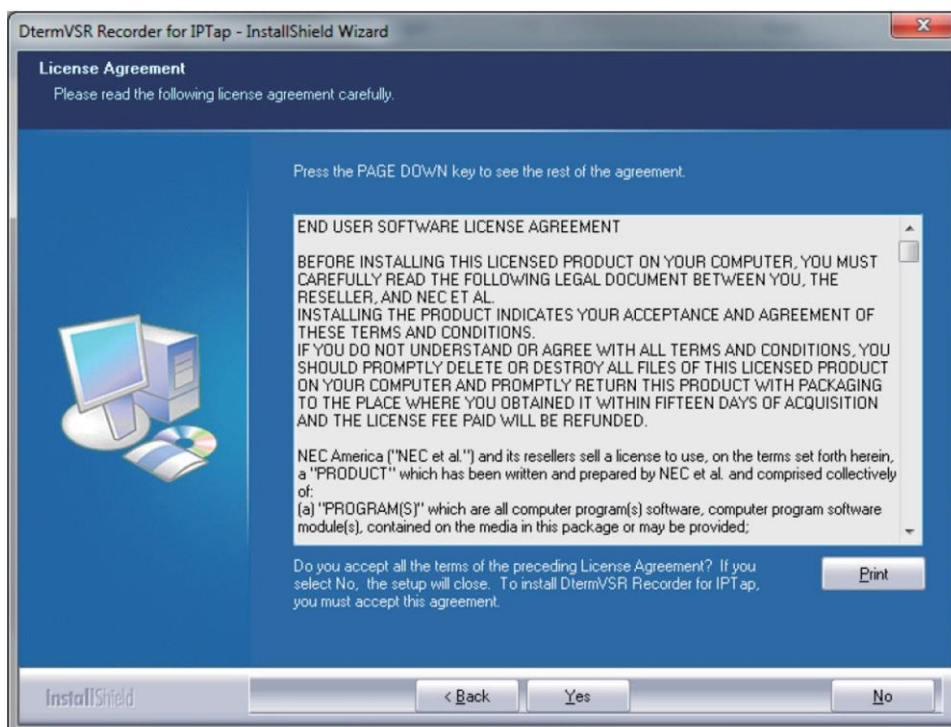 DtermVSR Recorder for IPTap - InstallShield Wizard
License Agreement
Please read the following license agreement carefully.
Press the PAGE DOWN key to see the rest of the agreement.
END USER SOFTWARE LICENSE AGREEMENT
BEFORE INSTALLING THIS LICENSED PRODUCT ON YOUR COMPUTER, YOU MUST
CAREFULLY READ THE FOLLOWING LEGAL DOCUMENT BETWEEN YOU, THE
RESELLER, AND NEC ET AL.
INSTALLING THE PRODUCT INDICATES YOUR ACCEPTANCE AND AGREEMENT OF
THESE TERMS AND CONDITIONS.
IF YOU DO NOT UNDERSTAND OR AGREE WITH ALL TERMS AND CONDITIONS, YOU
SHOULD PROMPTLY DELETE OR DESTROY ALL FILES OF THIS LICENSED PRODUCT
ON YOUR COMPUTER AND PROMPTLY RETURN THIS PRODUCT WITH PACKAGING
TO THE PLACE WHERE YOU OBTAINED IT WITHIN FIFTEEN DAYS OF ACQUISITION
AND THE LICENSE FEE PAID WILL BE REFUNDED.
NEC America ("NEC et al.") and its resellers sell a license to use, on the terms set forth herein,
a "PRODUCT" which has been written and prepared by NEC et al. and comprised collectively
of:
(a) "PROGRAM(S)" which are all computer program(s) software, computer program software
module(s), contained on the media in this package or may be provided;
Do you accept all the terms of the preceding License Agreement? If you
select No, the setup will close. To install DtermVSR Recorder for IPTap,
you must accept this agreement.
Print
InstallShield
< Back
Yes
No